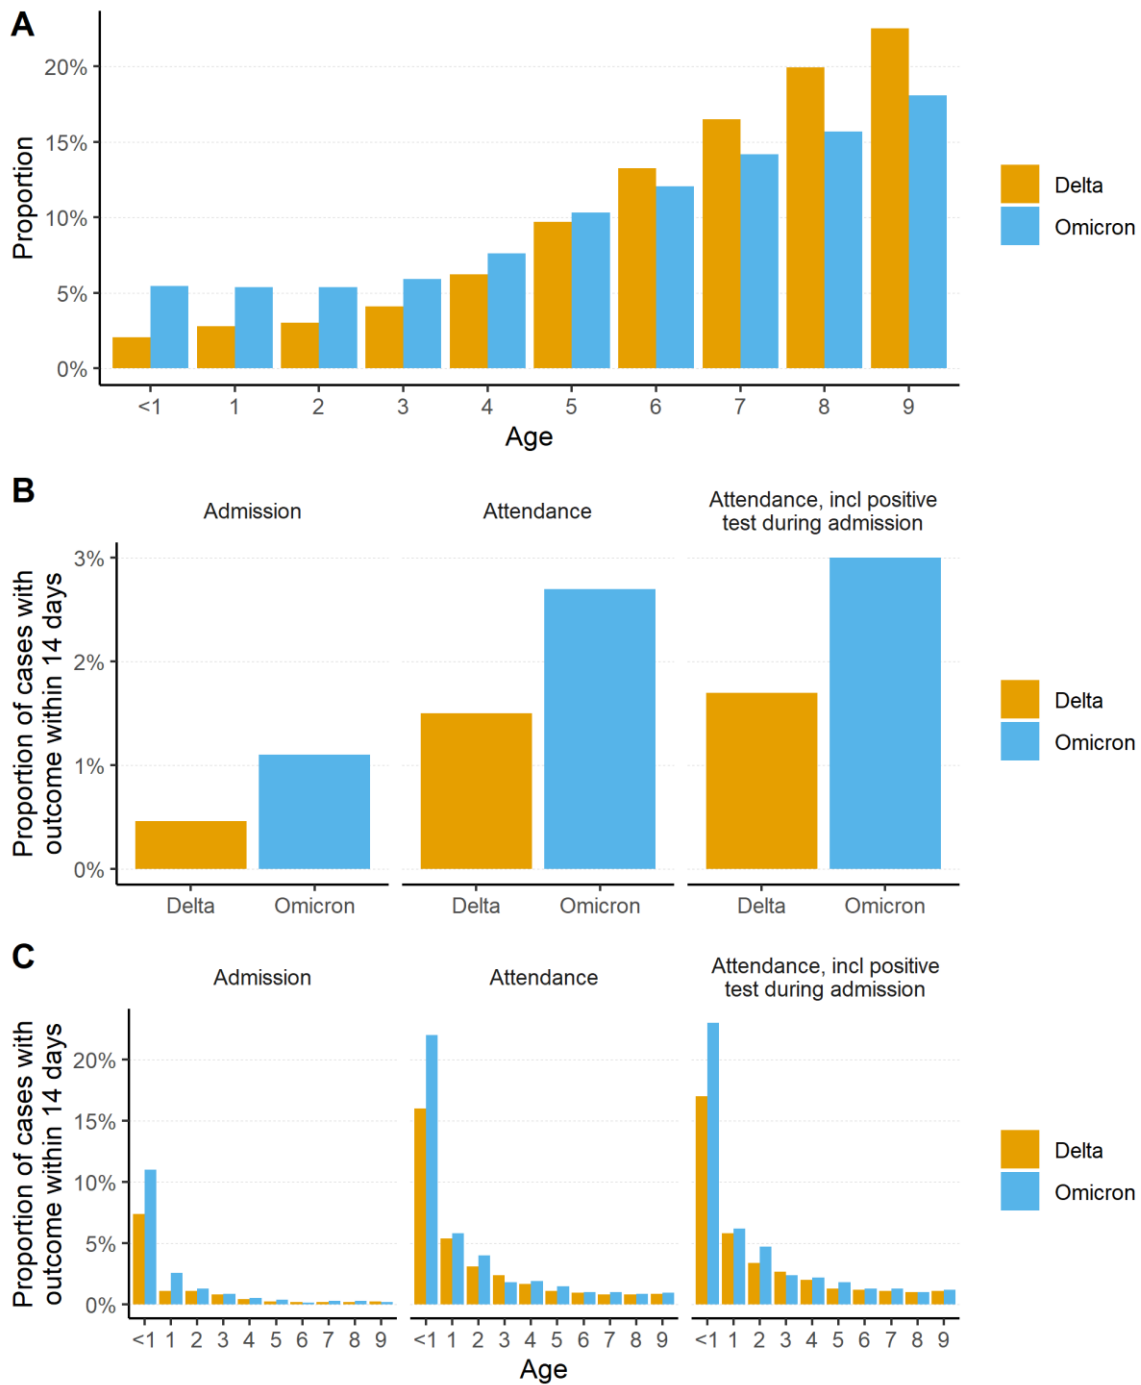 A
Proportion
20%
15%
10%
5%
0%
<1 1 2 3 4 5 6 7 8 9
Age
Delta
Omicron
B
Admission
Attendance
Attendance, incl positive
test during admission
Proportion of cases with
outcome within 14 days
3%
2%
1%
0%
Delta Omicron
Delta Omicron
Delta Omicron
Delta
Omicron
C
Admission
Attendance
Attendance, incl positive
test during admission
Proportion of cases with
outcome within 14 days
20%
15%
10%
5%
0%
<1 1 2 3 4 5 6 7 8 9
<1 1 2 3 4 5 6 7 8 9
<1 1 2 3 4 5 6 7 8 9
Age
Delta
Omicron